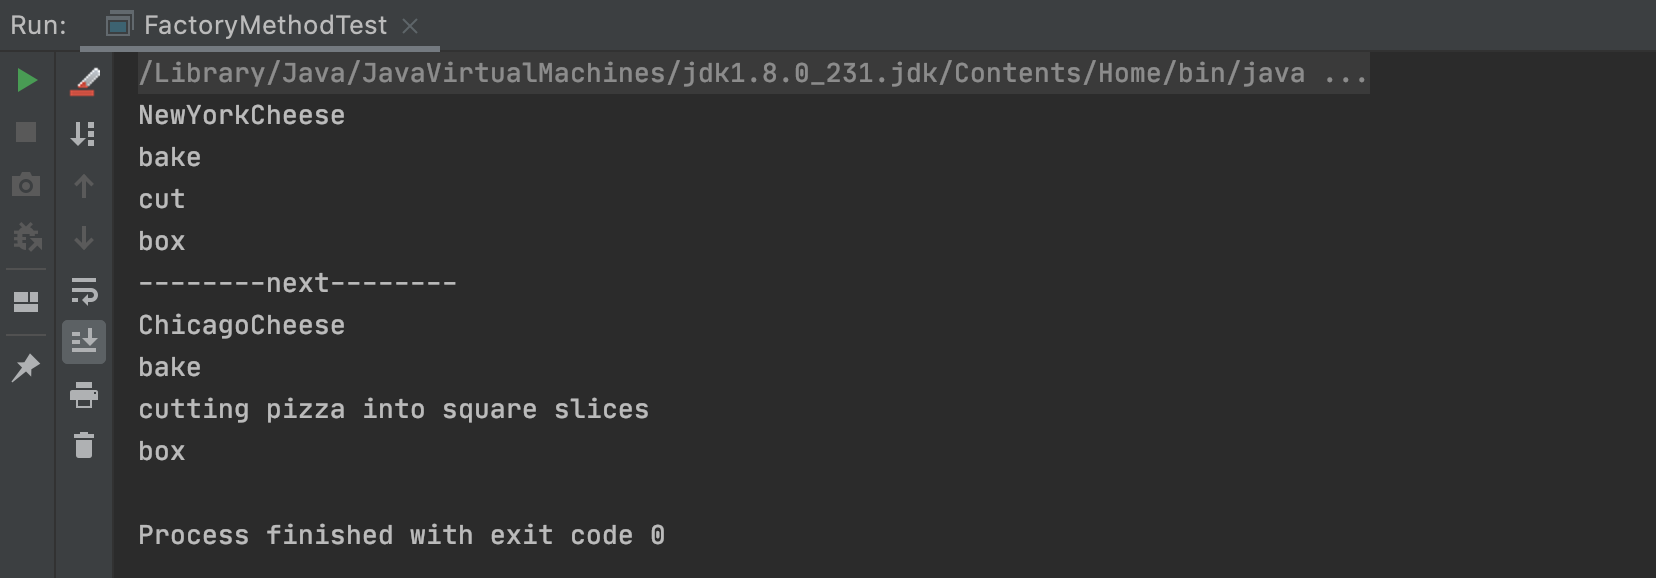 Run: FactoryMethodTest
/Library/Java/JavaVirtualMachines/jdk1.8.0_231.jdk/Contents/Home/bin/java ...
NewYorkCheese
bake
cut
box
--------next--------
ChicagoCheese
bake
cutting pizza into square slices
box
Process finished with exit code 0